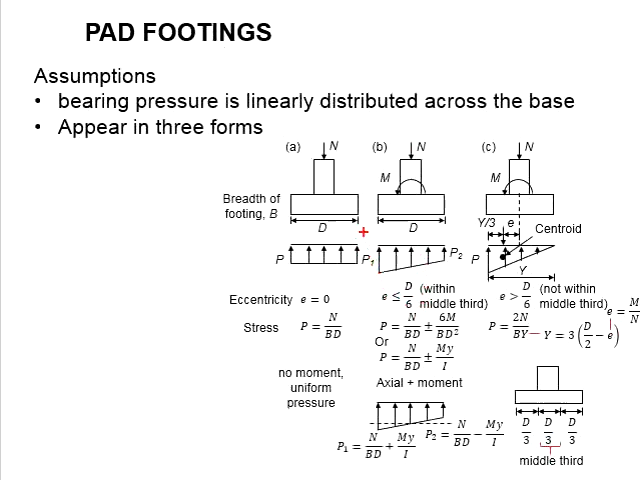 PAD FOOTINGS
Assumptions
• bearing pressure is linearly distributed across the base
• Appear in three forms
(a) N (b) N (c) N
M M
Breadth of
footing, B
Y/3 e
D D Centroid
+
P P₁ P₂ P
Y
Eccentricity e = 0 e ≤ D/6 (within middle third) e > D/6 (not within middle third) e = M/N
Stress P = N/BD P = N/BD ± 6M/BD² P = 2N/BY Y = 3(D/2 − e)
Or
P = N/BD ± My/I
no moment,
uniform
pressure
Axial + moment
P₁ = N/BD + My/I P₂ = N/BD − My/I
D/3 D/3 D/3
middle third